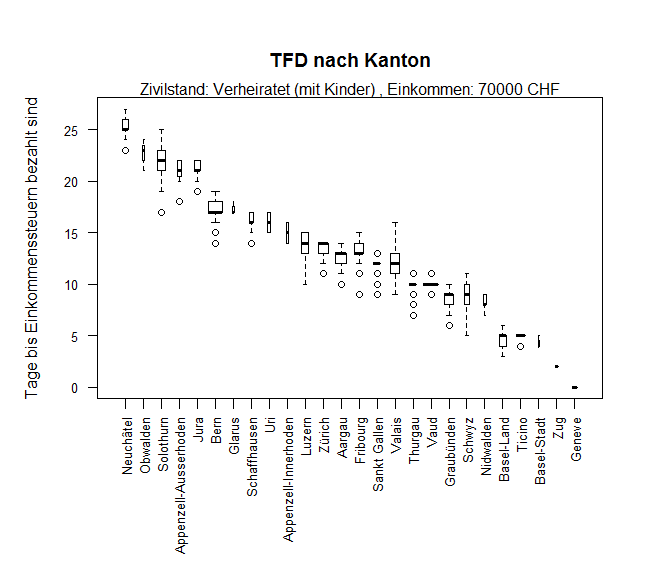 TFD nach Kanton
Zivilstand: Verheiratet (mit Kinder) , Einkommen: 70000 CHF
Tage bis Einkommenssteuern bezahlt sind
25
20
15
10
5
0
Neuchâtel
Obwalden
Solothurn
Appenzell-Ausserhoden
Jura
Bern
Glarus
Schaffhausen
Uri
Appenzell-Innerhoden
Luzern
Zürich
Aargau
Fribourg
Sankt Gallen
Valais
Thurgau
Vaud
Graubünden
Schwyz
Nidwalden
Basel-Land
Ticino
Basel-Stadt
Zug
Geneve